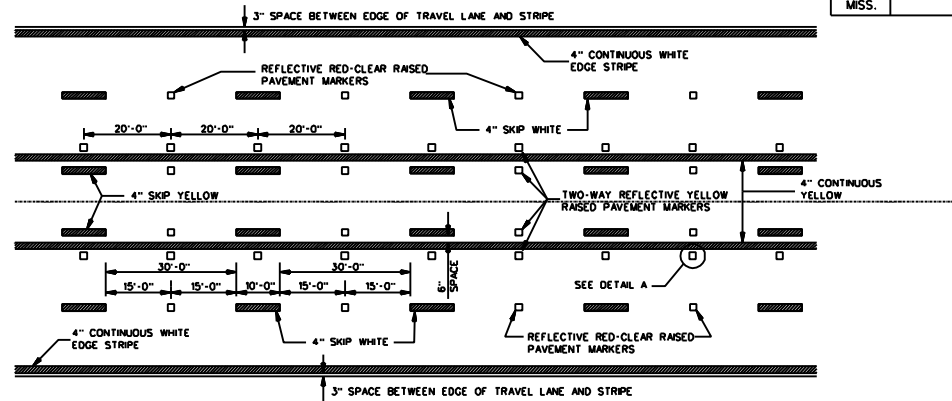 MISS.
3" SPACE BETWEEN EDGE OF TRAVEL LANE AND STRIPE
4" CONTINUOUS WHITE
EDGE STRIPE
REFLECTIVE RED-CLEAR RAISED
PAVEMENT MARKERS
4" SKIP WHITE
20'-0" 20'-0" 20'-0"
4" SKIP YELLOW
TWO-WAY REFLECTIVE YELLOW
RAISED PAVEMENT MARKERS
4" CONTINUOUS
YELLOW
30'-0" 30'-0"
15'-0" 15'-0" 10'-0" 15'-0" 15'-0"
6"
SPACE
SEE DETAIL A
4" CONTINUOUS WHITE
EDGE STRIPE
4" SKIP WHITE
REFLECTIVE RED-CLEAR RAISED
PAVEMENT MARKERS
3" SPACE BETWEEN EDGE OF TRAVEL LANE AND STRIPE